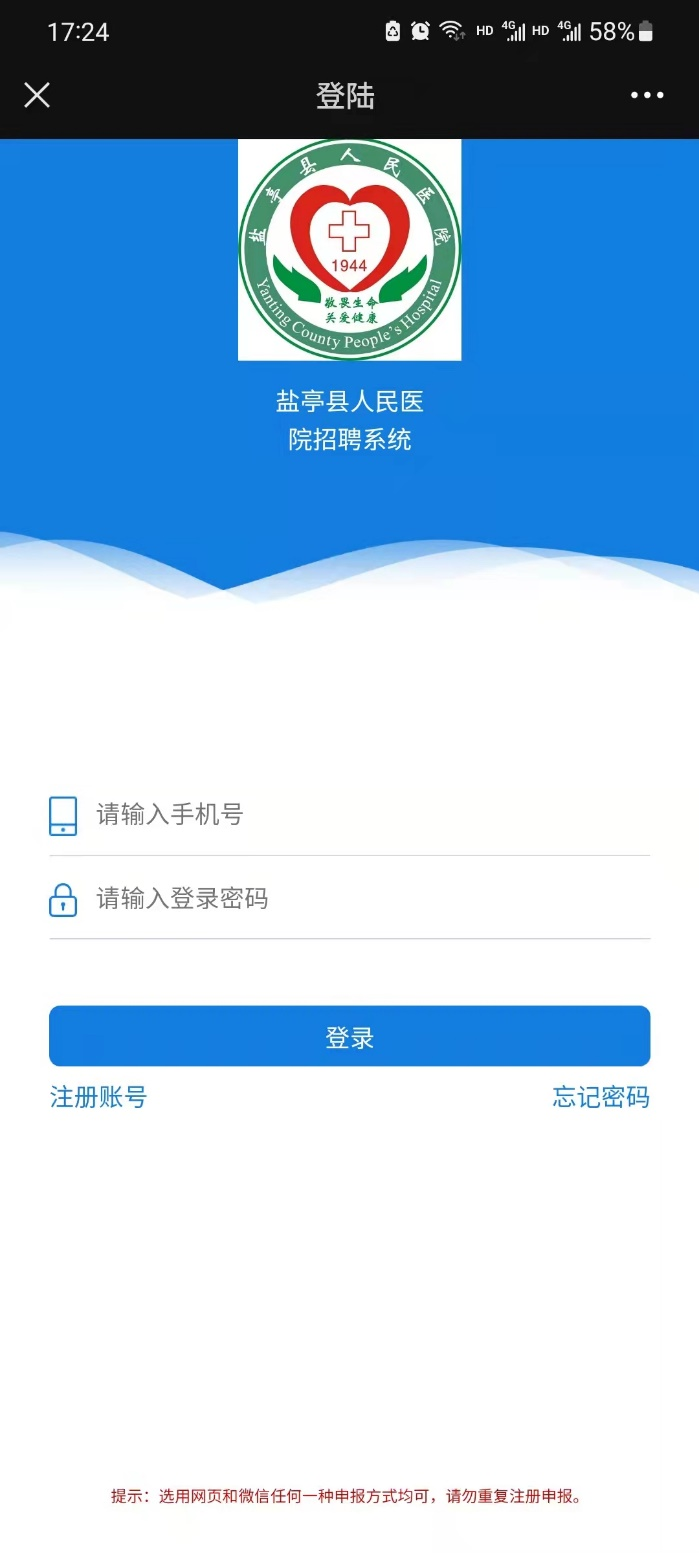 17:24
HD 4G HD 4G 58%
登陆
盐亭县人民医院
1944
敬畏生命
关爱健康
Yanting County People's Hospital
盐亭县人民医
院招聘系统
请输入手机号
请输入登录密码
登录
注册账号
忘记密码
提示：选用网页和微信任何一种申报方式均可，请勿重复注册申报。